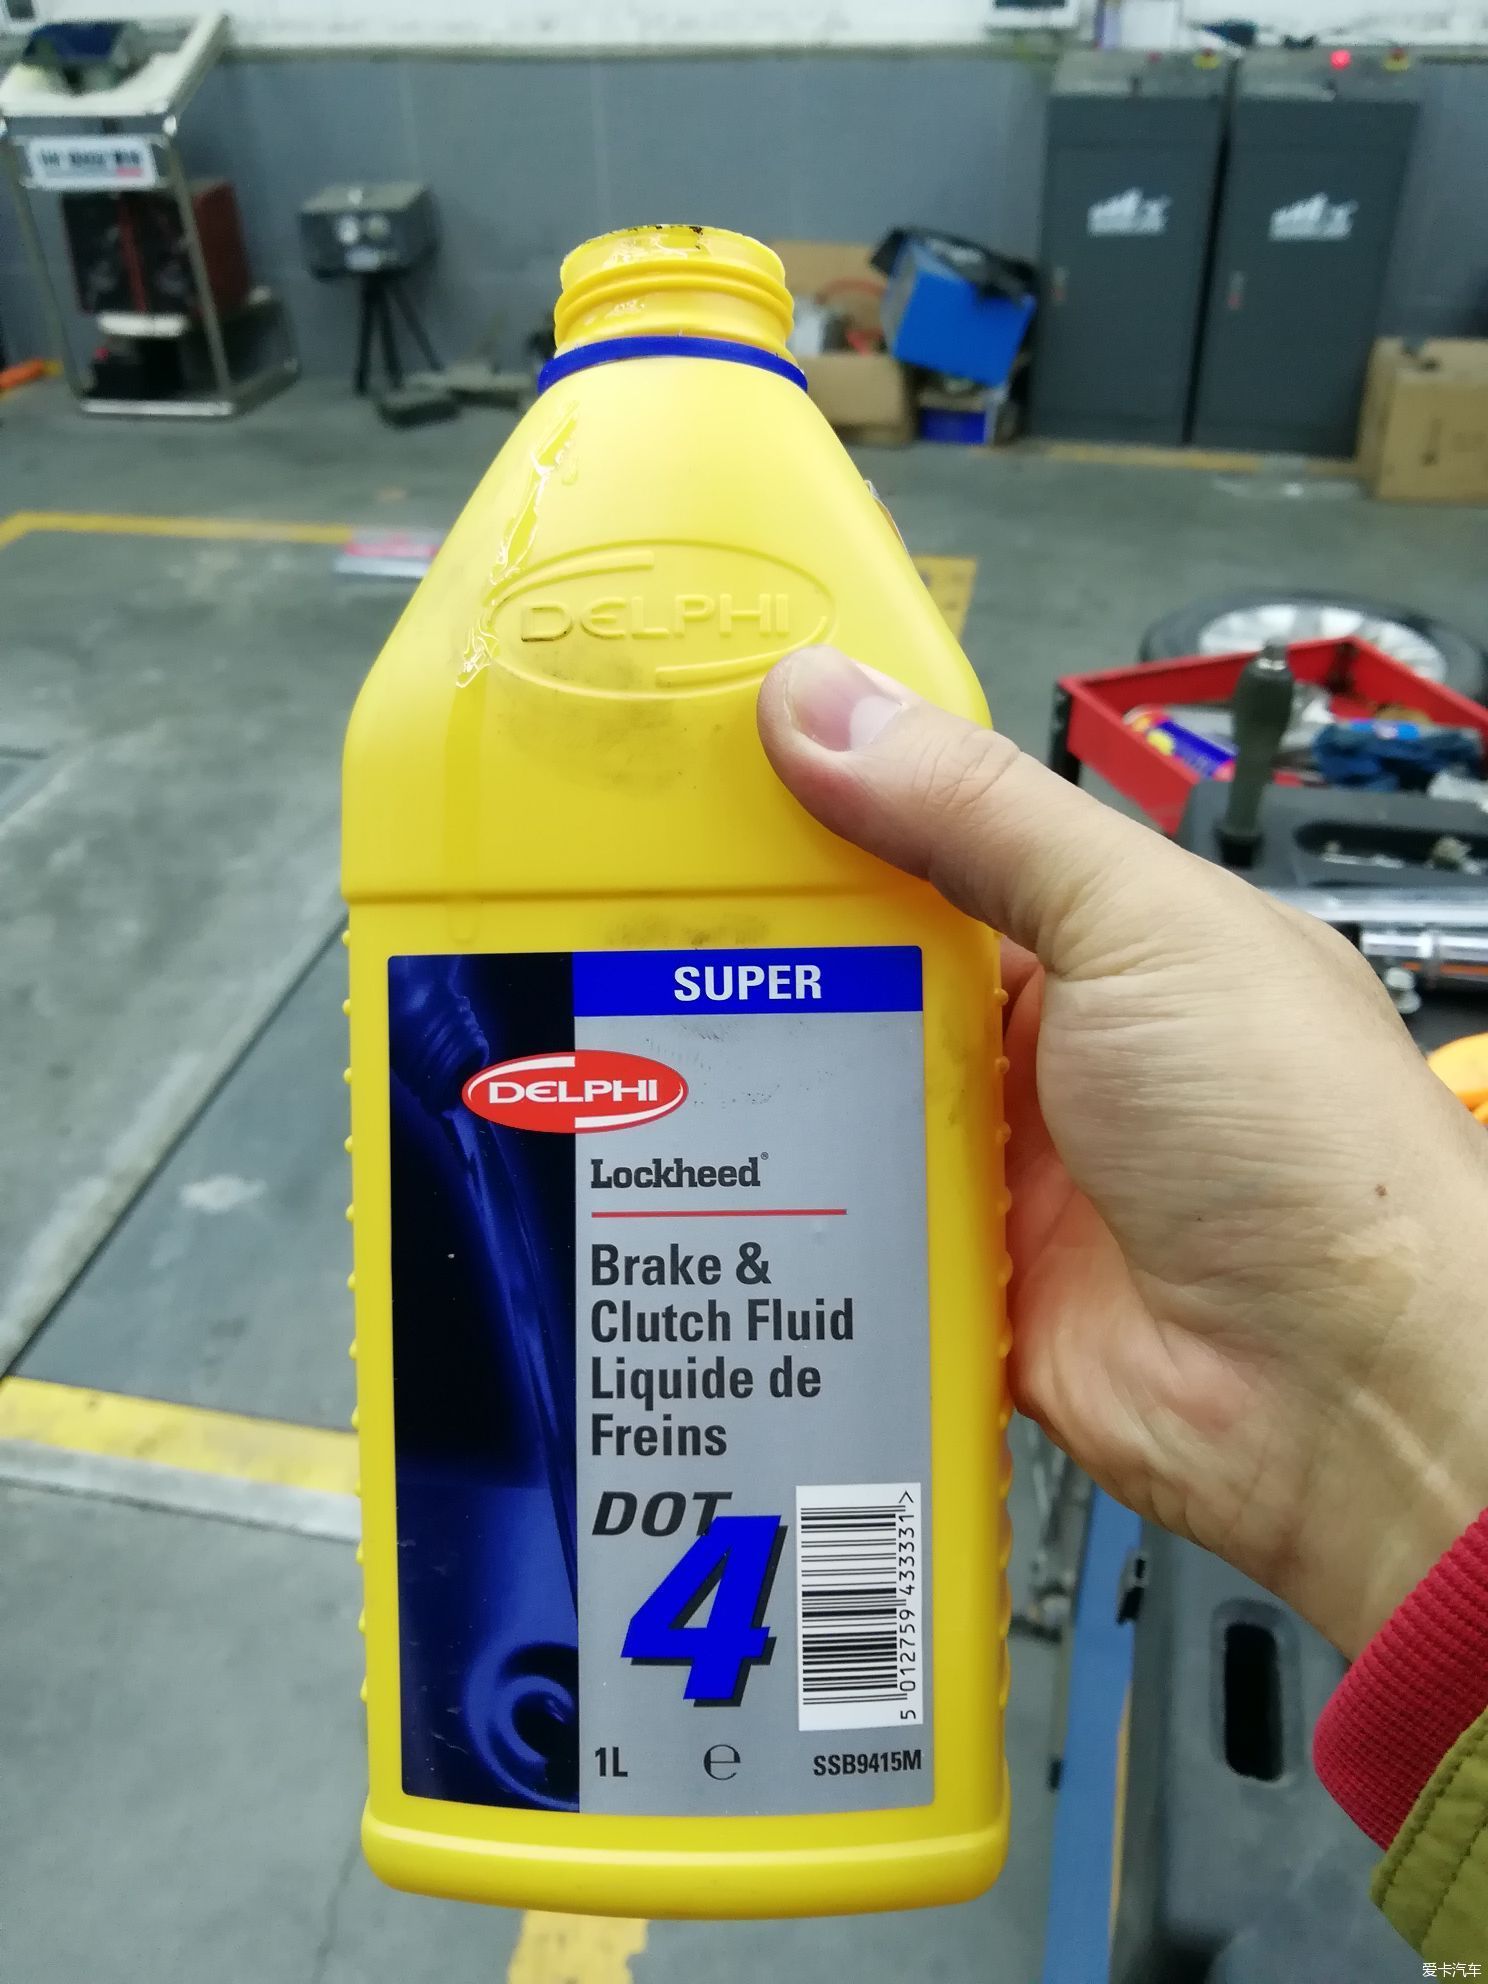 DELPHI
SUPER
DELPHI
Lockheed®
Brake &
Clutch Fluid
Liquide de
Freins
DOT
4
5 012759 433331 >
1L e SSB9415M
爱卡汽车